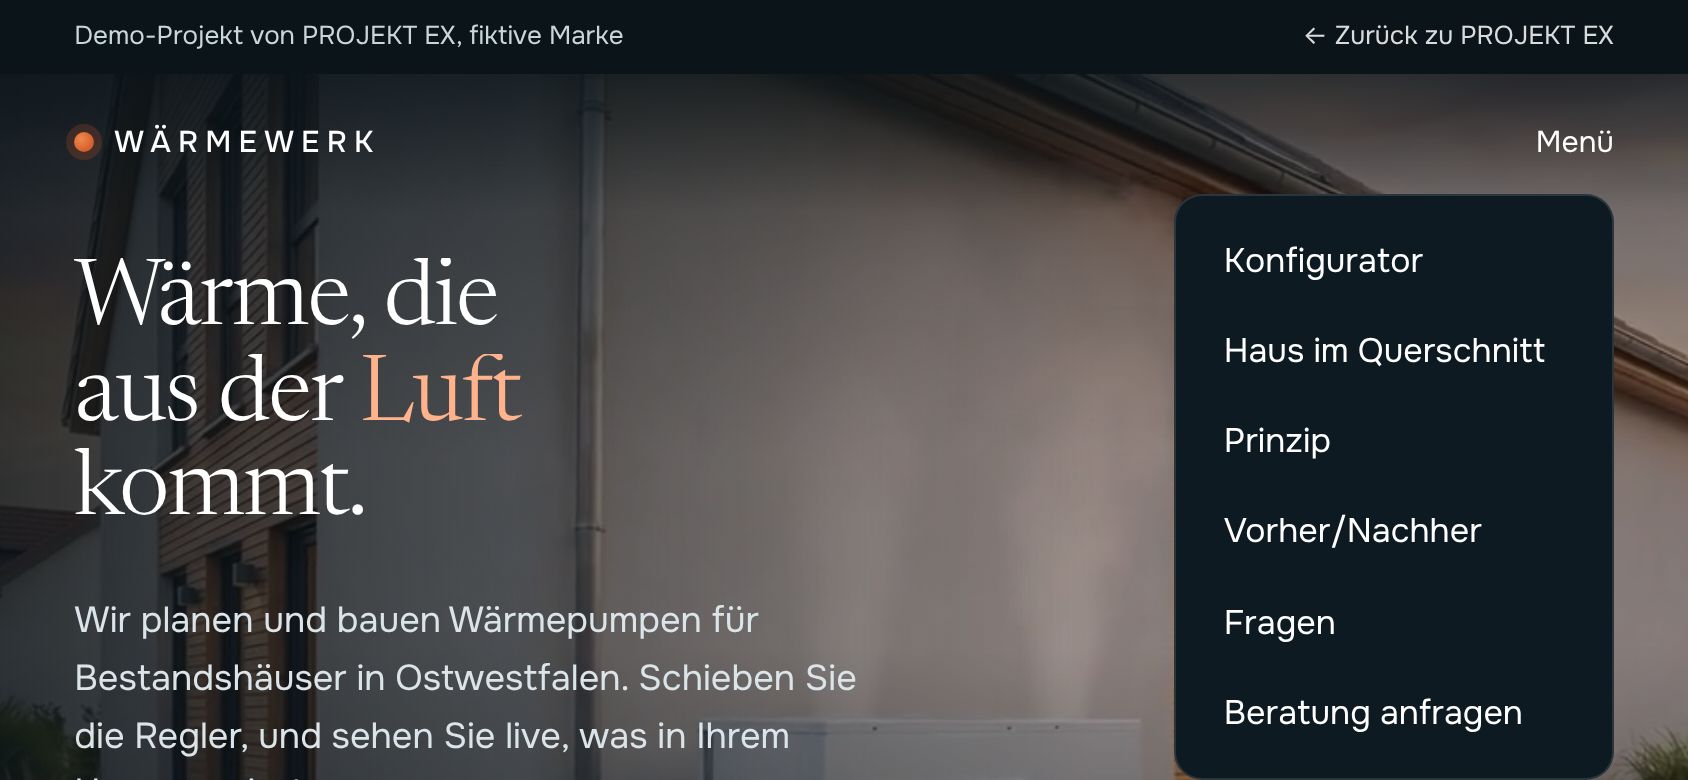 Demo-Projekt von PROJEKT EX, fiktive Marke
← Zurück zu PROJEKT EX
WÄRMEWERK
Menü
Konfigurator
Haus im Querschnitt
Prinzip
Vorher/Nachher
Fragen
Beratung anfragen
Wärme, die
aus der Luft
kommt.
Wir planen und bauen Wärmepumpen für
Bestandshäuser in Ostwestfalen. Schieben Sie
die Regler, und sehen Sie live, was in Ihrem